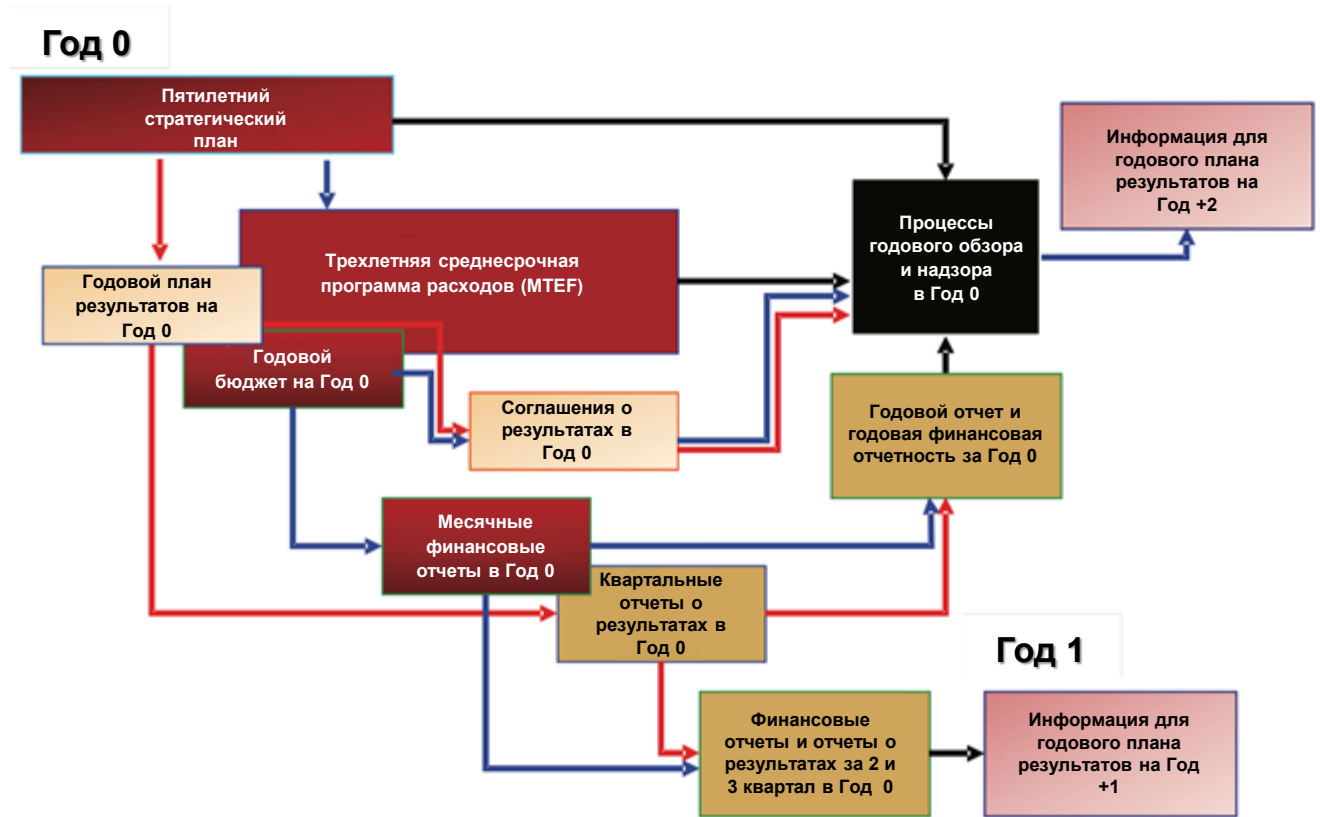 Год 0
Пятилетний
стратегический
план
Информация для
годового плана
результатов на
Год +2
Процессы
годового обзора
и надзора
в Год 0
Трехлетняя среднесрочная
программа расходов (MTEF)
Годовой план
результатов на
Год 0
Годовой
бюджет на Год 0
Соглашения о
результатах в
Год 0
Годовой отчет и
годовая финансовая
отчетность за Год 0
Месячные
финансовые
отчеты в Год 0
Квартальные
отчеты о
результатах в
Год 0
Год 1
Финансовые
отчеты и отчеты о
результатах за 2 и
3 квартал в Год 0
Информация для
годового плана
результатов на Год
+1